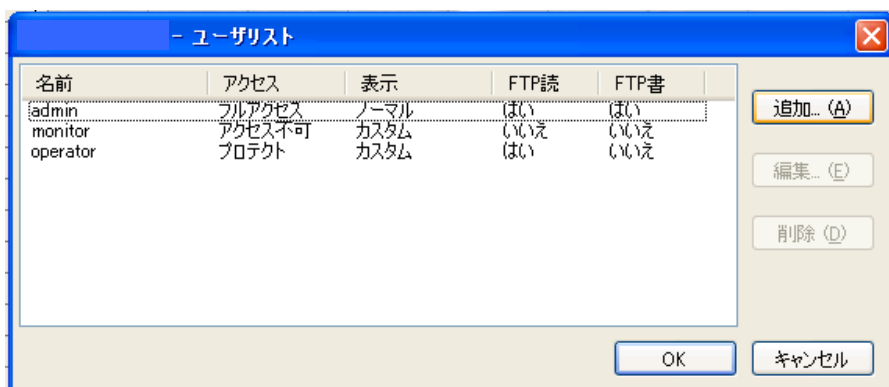 - ユーザリスト
名前 アクセス 表示 FTP読 FTP書
admin フルアクセス ノーマル はい はい
monitor アクセス不可 カスタム いいえ いいえ
operator プロテクト カスタム はい いいえ
追加... (A)
編集... (E)
削除 (D)
OK キャンセル